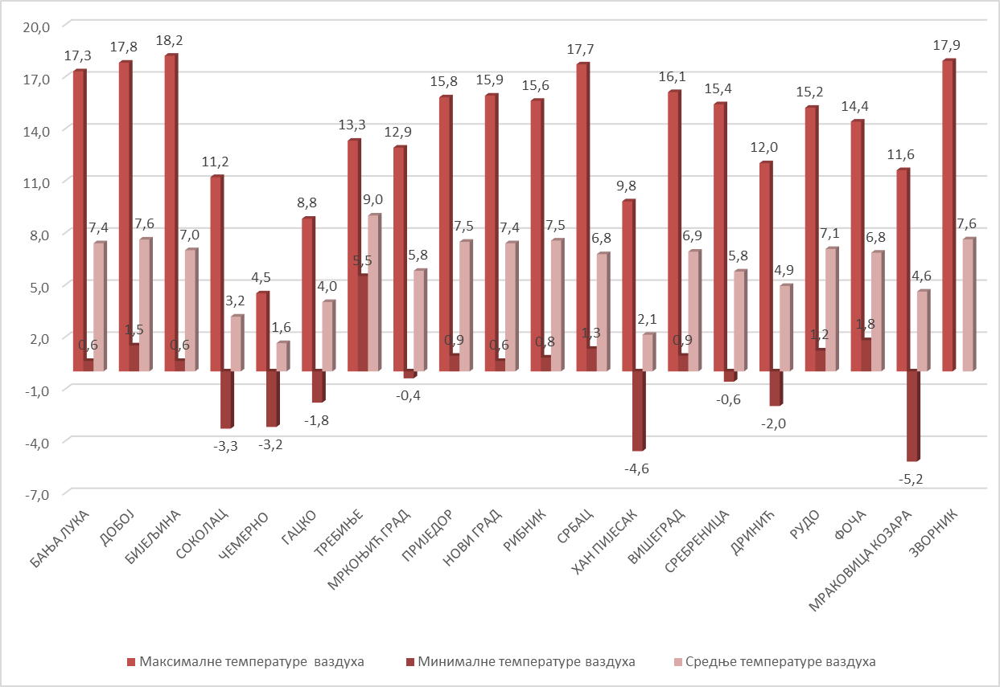 20,0
17,0
14,0
11,0
8,0
5,0
2,0
-1,0
-4,0
-7,0
17,3 0,6 7,4
17,8 1,5 7,6
18,2 0,6 7,0
11,2 -3,3 3,2
4,5 -3,2 1,6
8,8 -1,8 4,0
13,3 5,5 9,0
12,9 -0,4 5,8
15,8 0,9 7,5
15,9 0,6 7,4
15,6 0,8 7,5
17,7 1,3 6,8
9,8 -4,6 2,1
16,1 0,9 6,9
15,4 -0,6 5,8
12,0 -2,0 4,9
15,2 1,2 7,1
14,4 1,8 6,8
11,6 -5,2 4,6
17,9 7,6
БАЊА ЛУКА
ДОБОЈ
БИЈЕЉИНА
СОКОЛАЦ
ЧЕМЕРНО
ГАЦКО
ТРЕБИЊЕ
МРКОЊИЋ ГРАД
ПРИЈЕДОР
НОВИ ГРАД
РИБНИК
СРБАЦ
ХАН ПИЈЕСАК
ВИШЕГРАД
СРЕБРЕНИЦА
ДРИНИЋ
РУДО
ФОЧА
МРАКОВИЦА КОЗАРА
ЗВОРНИК
Максималне температуре ваздуха
Минималне температуре ваздуха
Средње температуре ваздуха